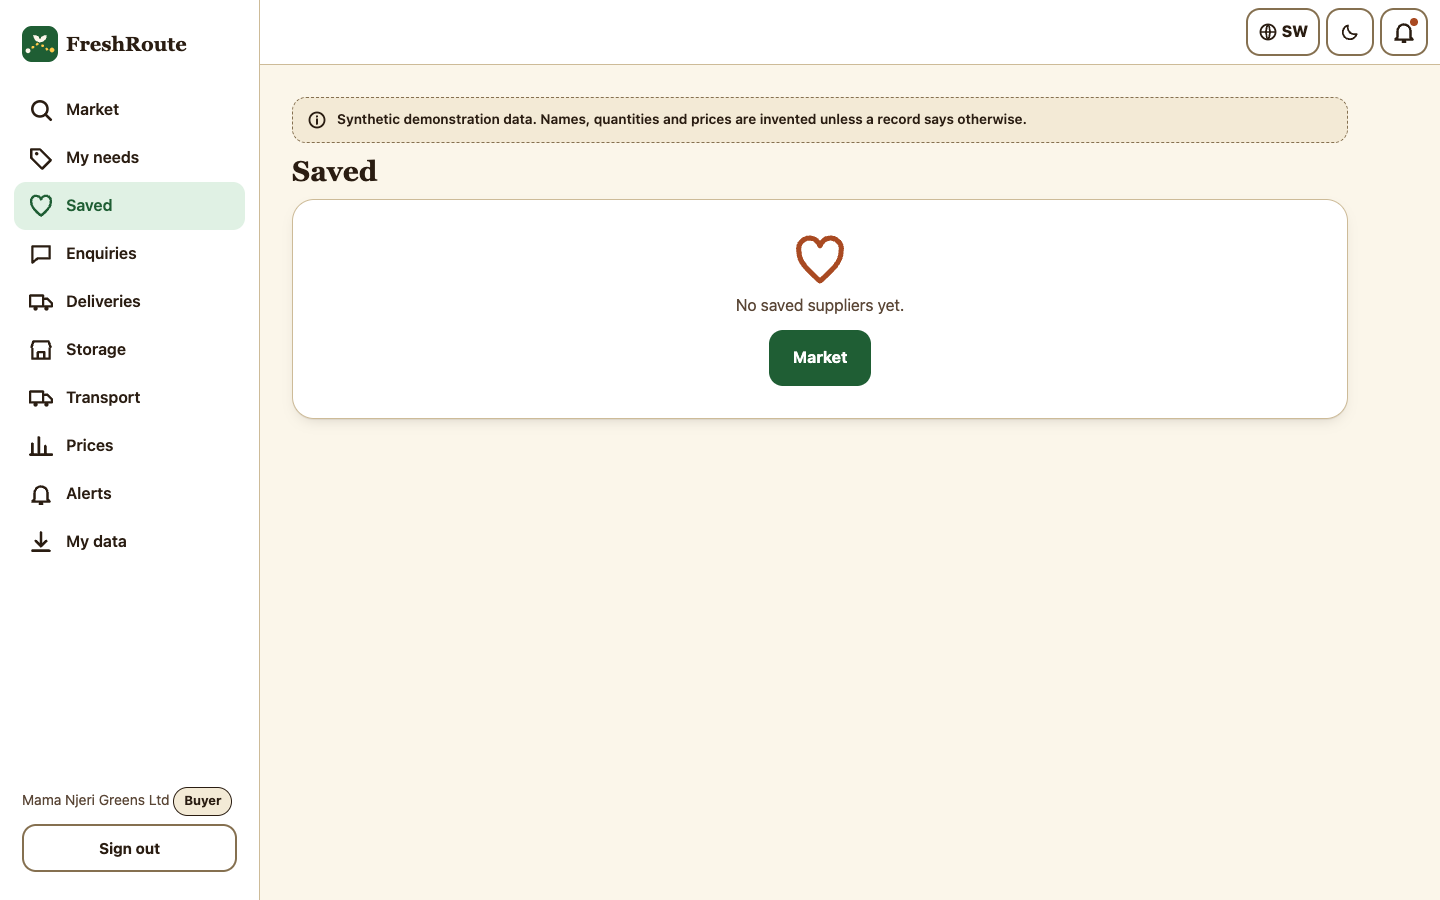 FreshRoute
Market
My needs
Saved
Enquiries
Deliveries
Storage
Transport
Prices
Alerts
My data
Mama Njeri Greens Ltd Buyer
Sign out
SW
Synthetic demonstration data. Names, quantities and prices are invented unless a record says otherwise.
Saved
No saved suppliers yet.
Market